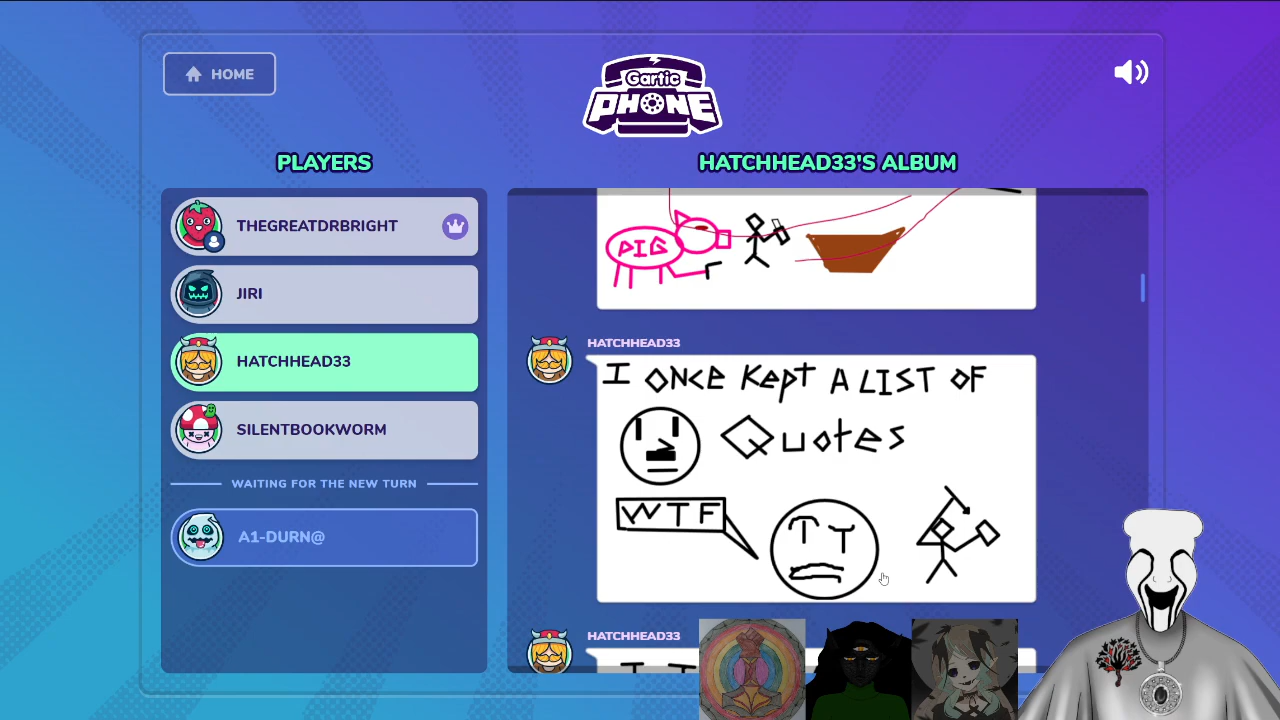 HOME
Gartic
PHONE
PLAYERS
HATCHHEAD33'S ALBUM
THEGREATDRBRIGHT
JIRI
HATCHHEAD33
SILENTBOOKWORM
WAITING FOR THE NEW TURN
A1-DURN@
PIG
HATCHHEAD33
I ONCE KEPT A LIST OF
QUOTES
WTF
HATCHHEAD33